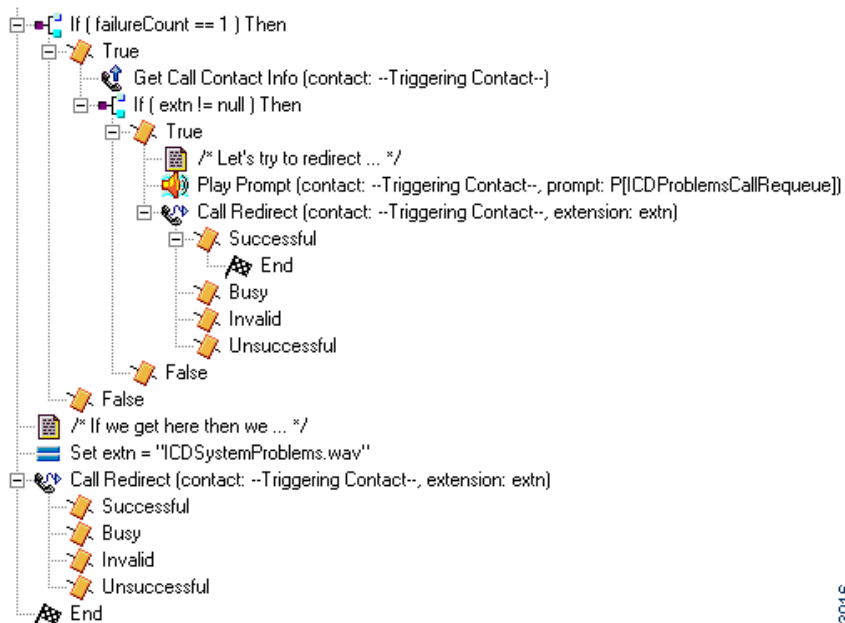 If ( failureCount == 1 ) Then
True
Get Call Contact Info (contact: --Triggering Contact--)
If ( extn != null ) Then
True
/* Let's try to redirect ... */
Play Prompt (contact: --Triggering Contact--, prompt: P[ICDProblemsCallRequeue])
Call Redirect (contact: --Triggering Contact--, extension: extn)
Successful
End
Busy
Invalid
Unsuccessful
False
False
/* If we get here then we ... */
Set extn = "ICDSystemProblems.wav"
Call Redirect (contact: --Triggering Contact--, extension: extn)
Successful
Busy
Invalid
Unsuccessful
End